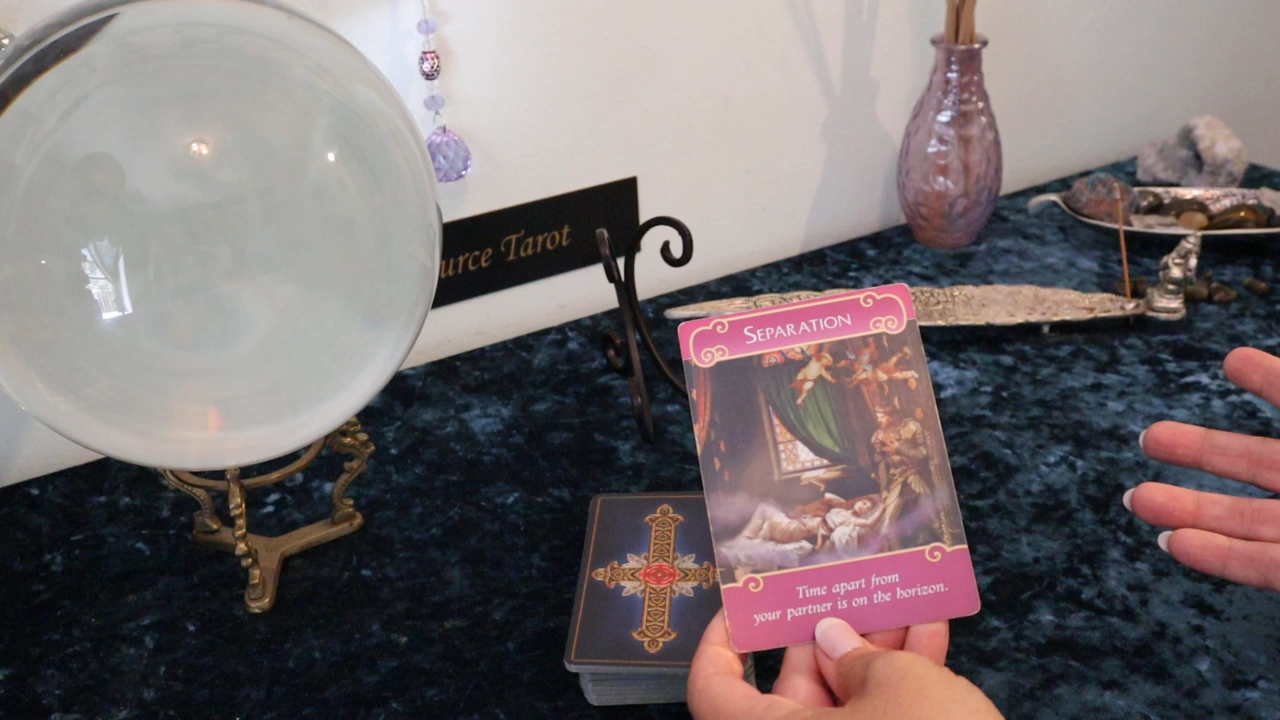 urce Tarot
SEPARATION
Time apart from
your partner is on the horizon.